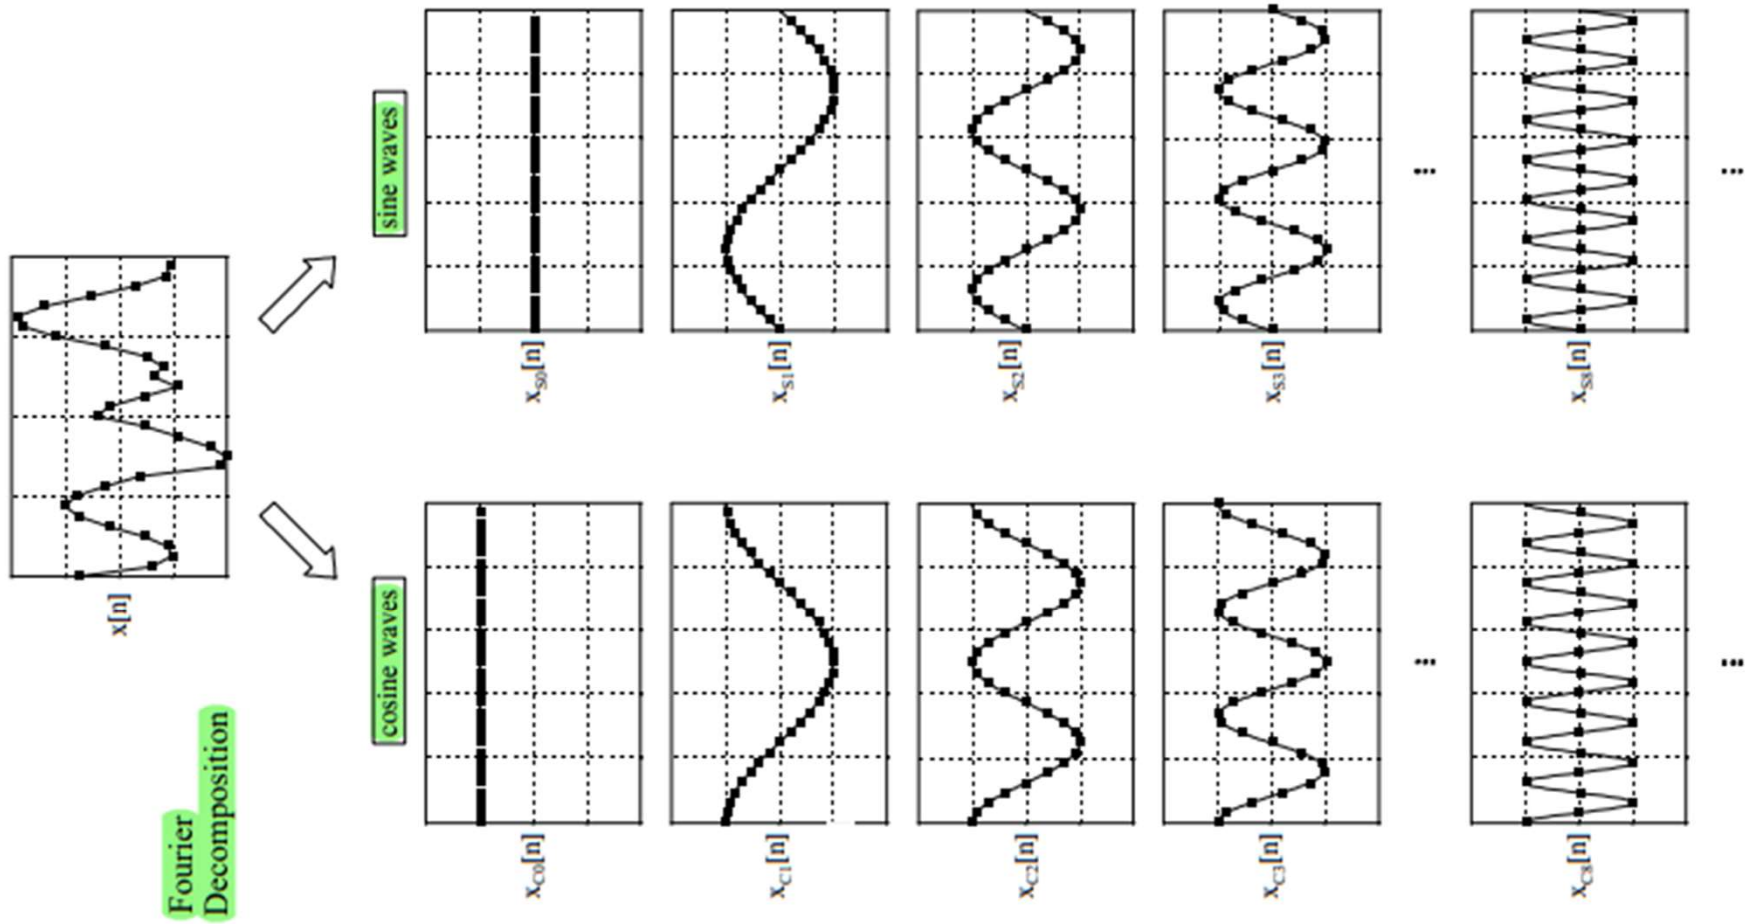 Fourier
Decomposition
x[n]
cosine waves
sine waves
x_C0[n]
x_S0[n]
x_C1[n]
x_S1[n]
x_C2[n]
x_S2[n]
x_C3[n]
x_S3[n]
...
...
x_C8[n]
x_S8[n]
...
...